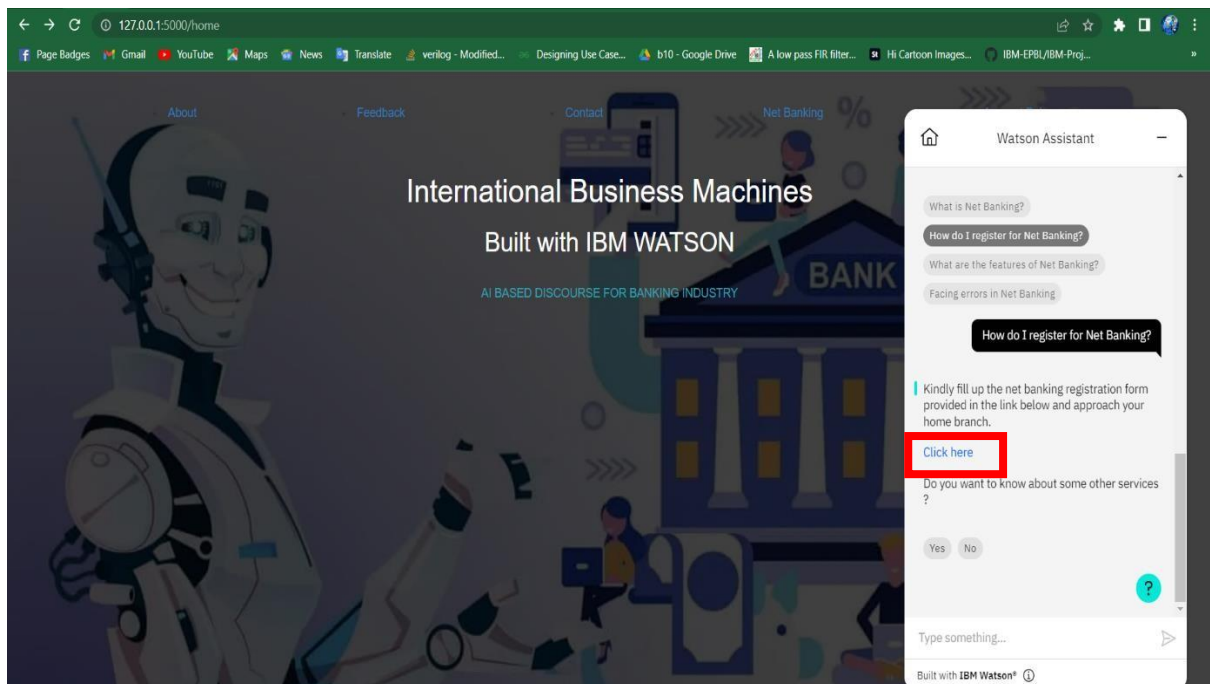 127.0.0.1:5000/home
Page Badges Gmail YouTube Maps News Translate verilog - Modified... Designing Use Case... b10 - Google Drive A low pass FIR filter... Hi Cartoon Images... IBM-EPBL/IBM-Proj... »
About Feedback Contact Net Banking
International Business Machines
Built with IBM WATSON
AI BASED DISCOURSE FOR BANKING INDUSTRY
BANK
%
Watson Assistant
What is Net Banking?
How do I register for Net Banking?
What are the features of Net Banking?
Facing errors in Net Banking
How do I register for Net Banking?
Kindly fill up the net banking registration form
provided in the link below and approach your
home branch.
Click here
Do you want to know about some other services
?
Yes No
?
Type something...
Built with IBM Watson®